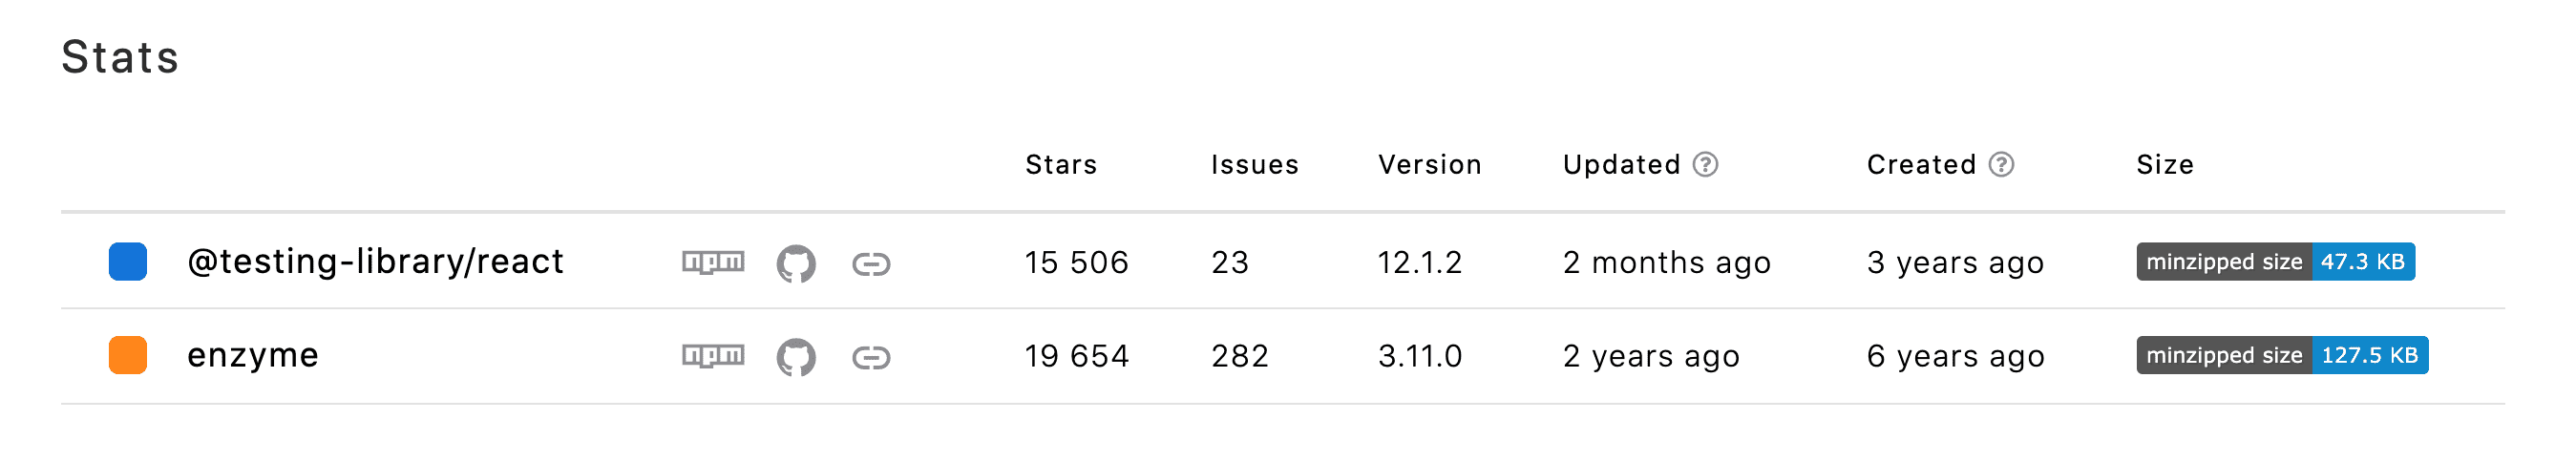 Stats
Stars Issues Version Updated ? Created ? Size
@testing-library/react npm 15 506 23 12.1.2 2 months ago 3 years ago minzipped size 47.3 KB
enzyme npm 19 654 282 3.11.0 2 years ago 6 years ago minzipped size 127.5 KB